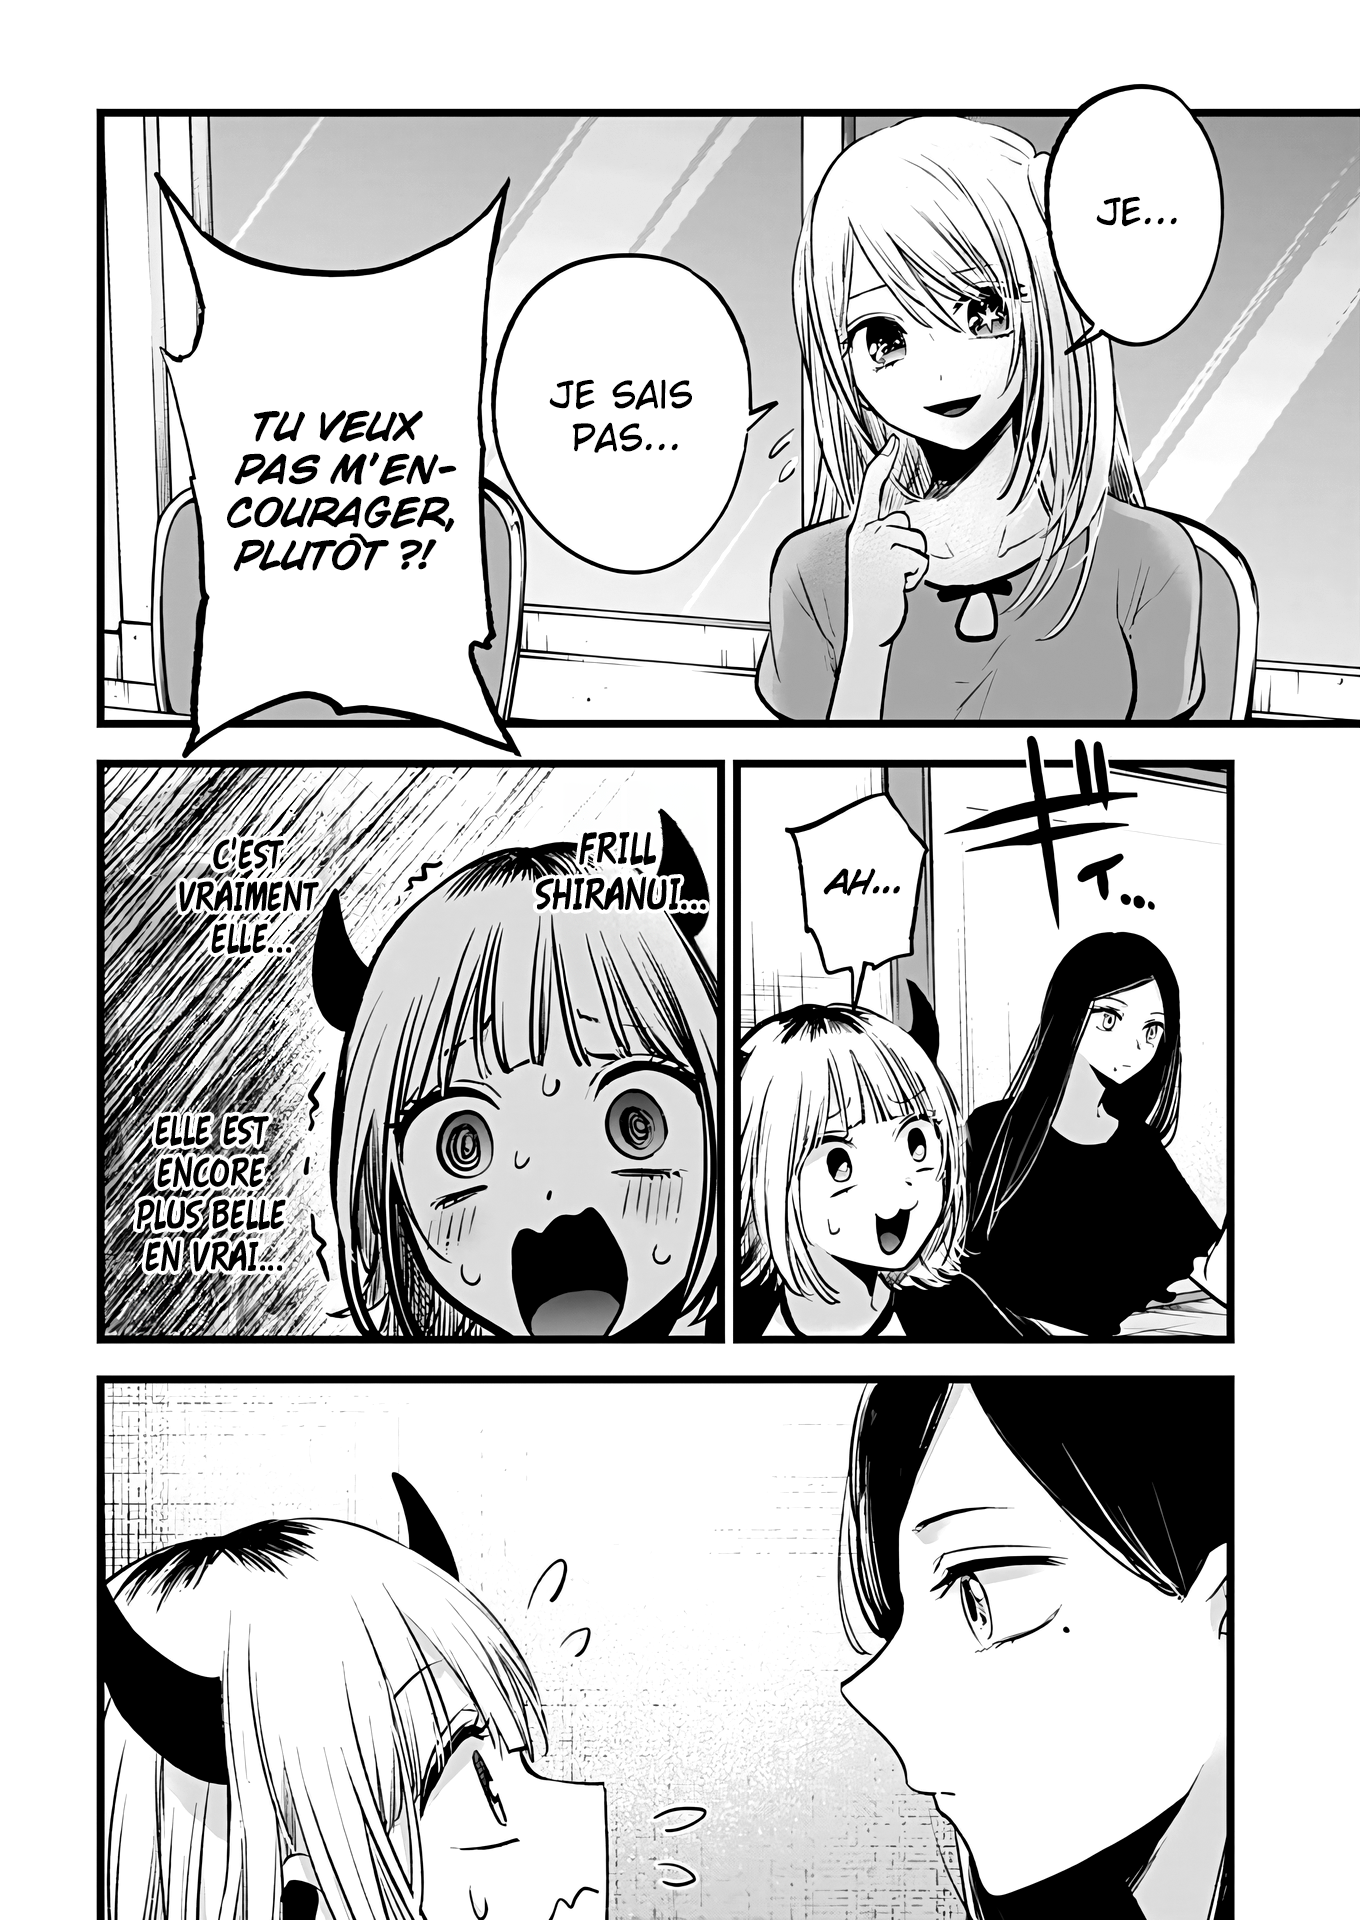 JE...
JE SAIS
PAS...
TU VEUX
PAS M'EN-
COURAGER,
PLUTÔT ?!
ギィ...
AH...
FRILL
SHIRANUI...
C'EST
VRAIMENT
ELLE...
ELLE EST
ENCORE
PLUS BELLE
EN VRAI...